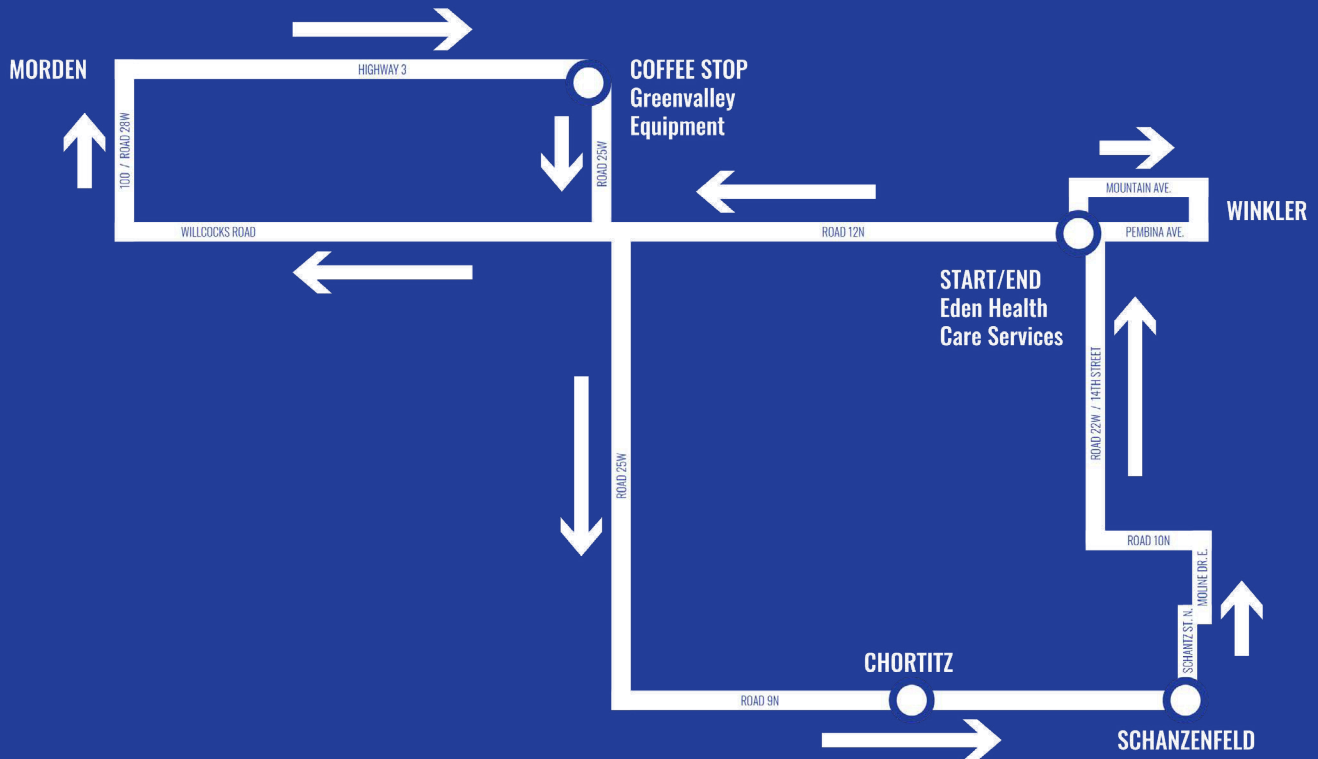 MORDEN
HIGHWAY 3
COFFEE STOP
Greenvalley
Equipment
100 / ROAD 28W
ROAD 25W
MOUNTAIN AVE.
WINKLER
WILLCOCKS ROAD
ROAD 12N
PEMBINA AVE.
START/END
Eden Health
Care Services
ROAD 22W / 14TH STREET
ROAD 25W
ROAD 10N
MOLINE DR. E.
SCHANTZ ST. N.
CHORTITZ
ROAD 9N
SCHANZENFELD